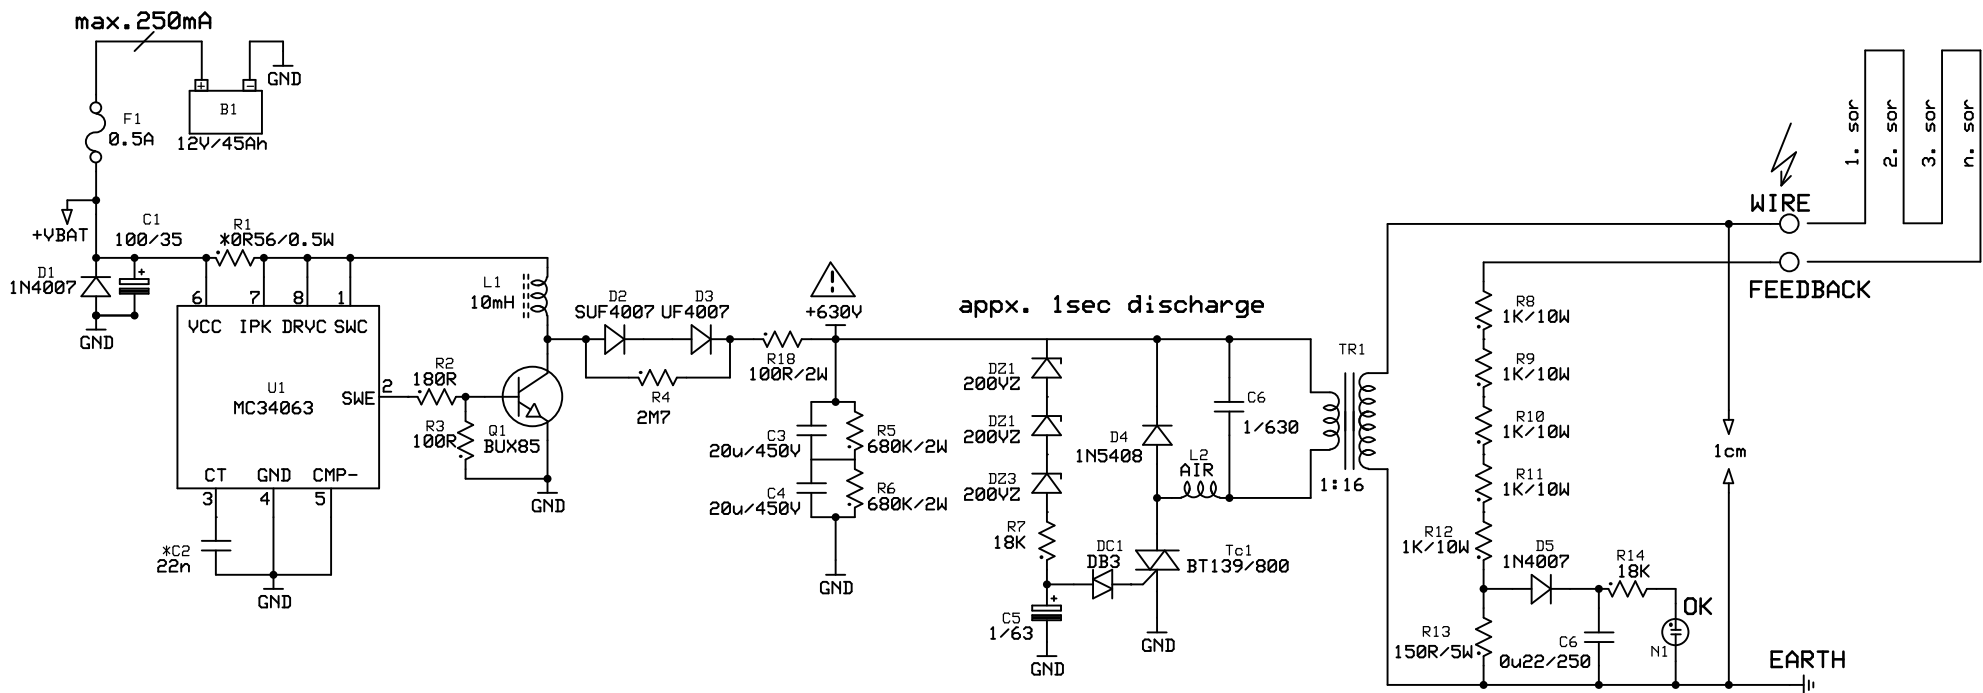 max.250mA
GND
+
-
B1
12V/45Ah
F1
0.5A
+VBAT
C1
100/35
+
R1
*0R56/0.5W
D1
1N4007
GND
6
7
8
1
VCC
IPK
DRVC
SWC
U1
MC34063
SWE
2
CT
GND
CMP-
3
4
5
*C2
22n
GND
R2
180R
R3
100R
Q1
BUX85
GND
L1
10mH
D2
SUF4007
D3
UF4007
R4
2M7
R18
100R/2W
!
+630V
C3
20u/450V
R5
680K/2W
C4
20u/450V
R6
680K/2W
GND
appx. 1sec discharge
DZ1
200VZ
DZ1
200VZ
DZ3
200VZ
R7
18K
DC1
DB3
C5
1/63
+
GND
D4
1N5408
L2
AIR
C6
1/630
Tc1
BT139/800
GND
TR1
1:16
WIRE
FEEDBACK
1. sor
2. sor
3. sor
n. sor
R8
1K/10W
R9
1K/10W
R10
1K/10W
R11
1K/10W
R12
1K/10W
D5
1N4007
R14
18K
R13
150R/5W
C6
0u22/250
OK
N1
1cm
EARTH